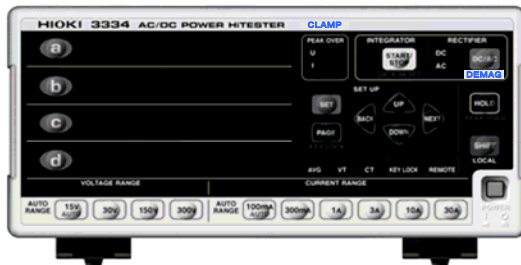 HIOKI 3334 AC/DC POWER HiTESTER CLAMP
PEAK OVER INTEGRATOR RECTIFIER
U
I
START/
STOP
DC
AC
DC/AC
DEMAG
a
b
c
d
SET UP
SET
UP
HOLD
BACK
NEXT
PAGE
DOWN
SHIFT
LOCAL
AVG VT CT KEY LOCK REMOTE
VOLTAGE RANGE CURRENT RANGE
AUTO
RANGE
15V
AUTO
30V 150V 300V
AUTO
RANGE
100mA
AUTO
300mA 1A 3A 10A 30A
POWER